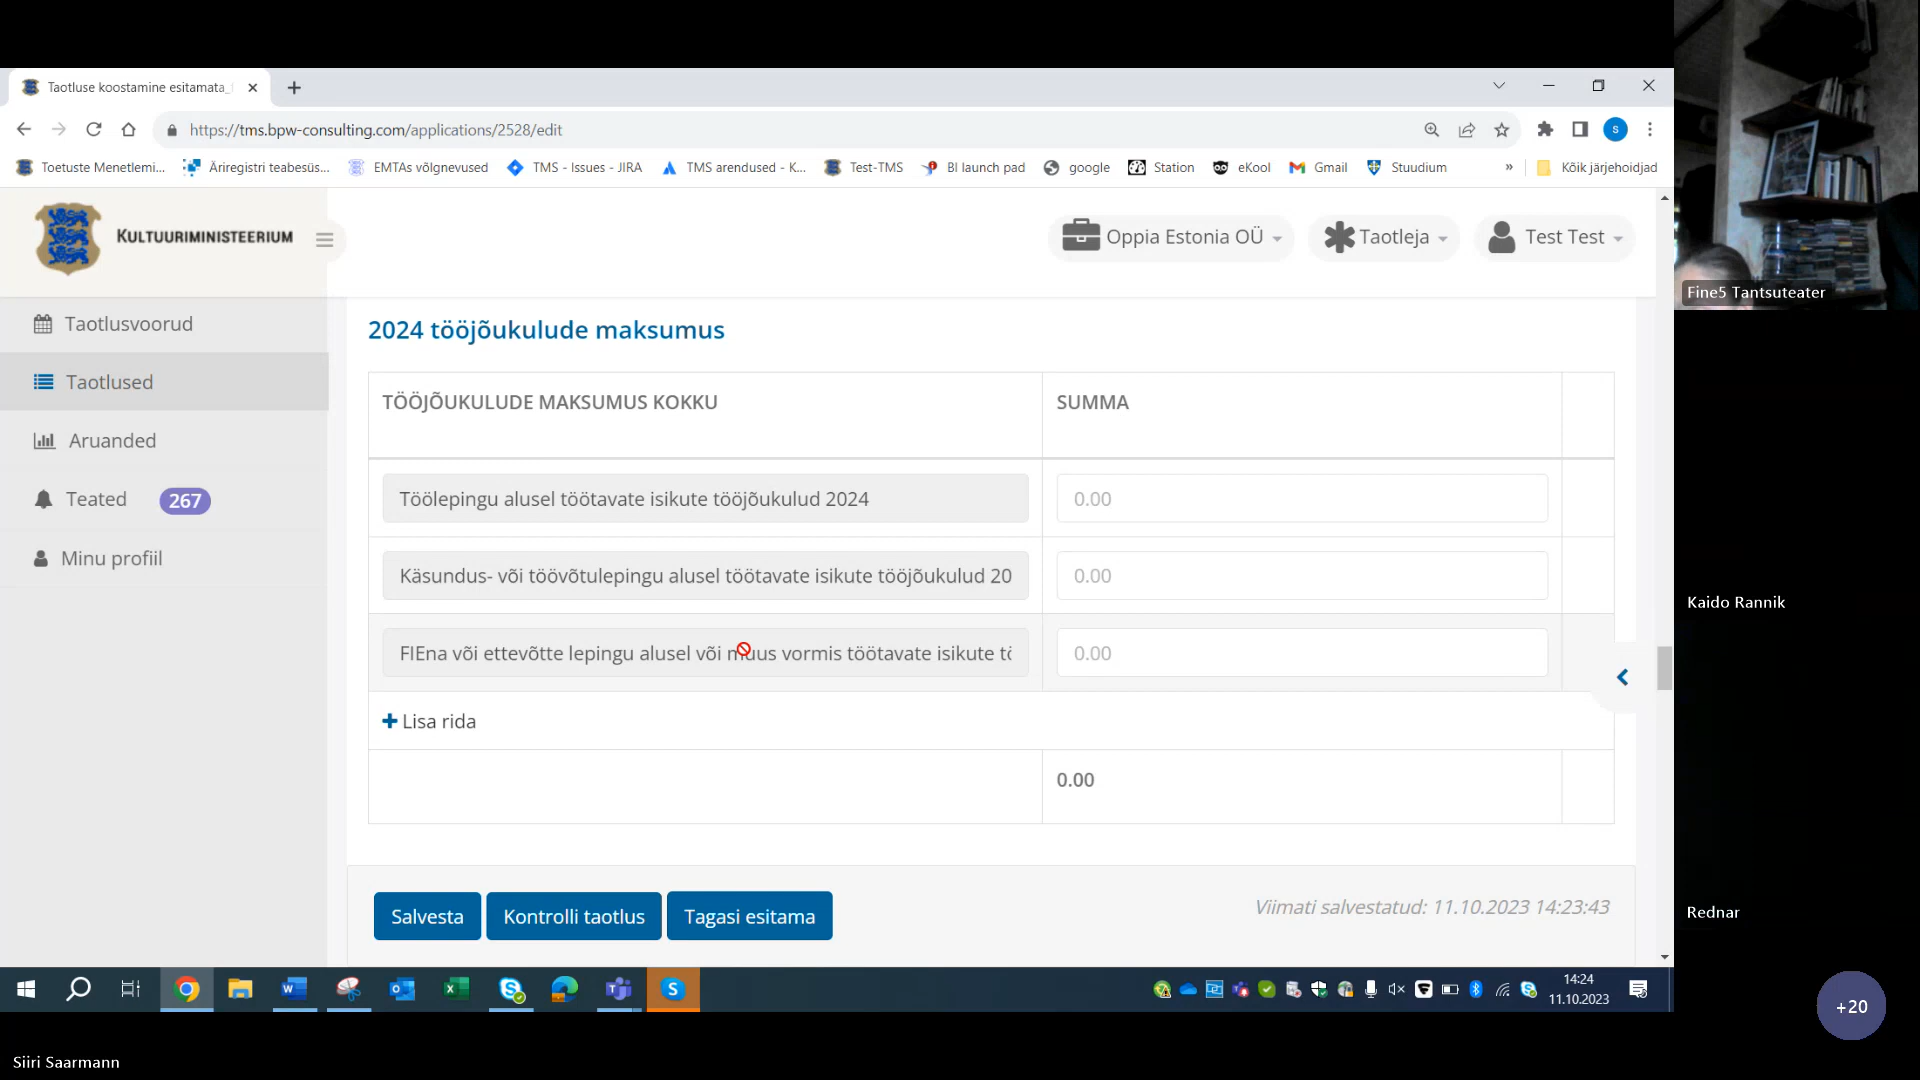 Taotluse koostamine esitamata_
https://tms.bpw-consulting.com/applications/2528/edit
S
Toetuste Menetlemi...
Äriregistri teabesüs...
EMTAs võlgnevused
TMS - Issues - JIRA
TMS arendused - K...
Test-TMS
BI launch pad
google
Station
eKool
Gmail
Stuudium
»
Kõik järjehoidjad
KULTUURIMINISTEERIUM
Oppia Estonia OÜ
Taotleja
Test Test
Fine5 Tantsuteater
Taotlusvoorud
Taotlused
Aruanded
Teated 267
Minu profiil
2024 tööjõukulude maksumus
TÖÖJÕUKULUDE MAKSUMUS KOKKU
SUMMA
Töölepingu alusel töötavate isikute tööjõukulud 2024
0.00
Käsundus- või töövõtulepingu alusel töötavate isikute tööjõukulud 20
0.00
FIEna või ettevõtte lepingu alusel või muus vormis töötavate isikute tö
0.00
Lisa rida
0.00
Salvesta
Kontrolli taotlus
Tagasi esitama
Viimati salvestatud: 11.10.2023 14:23:43
Kaido Rannik
Rednar
14:24
11.10.2023
+20
Siiri Saarmann